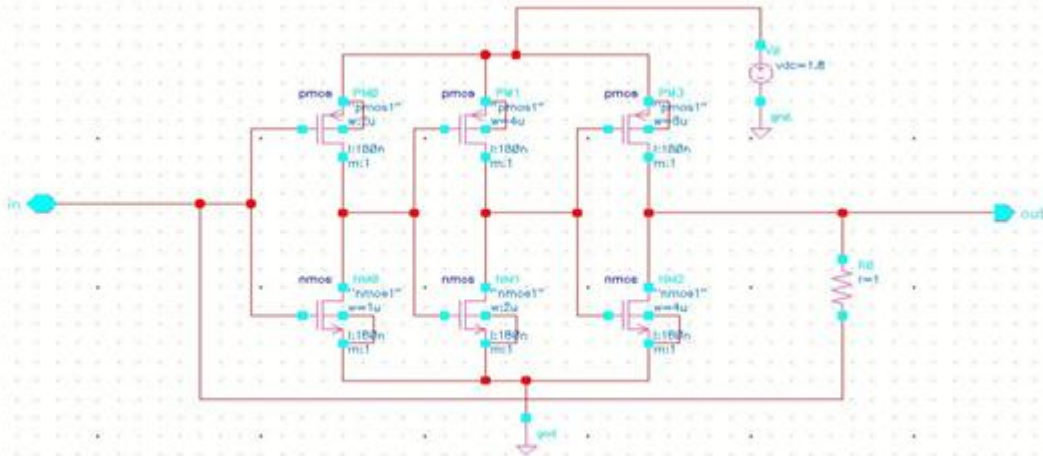 V0
vdc=1.8
gnd
pmos PM0
"pmos1"
w:2u
l:180n
m:1
pmos PM1
"pmos1"
w=4u
l:180n
m:1
pmos PM3
"pmos1"
w=8u
l:180n
m:1
in
out
nmos NM0
"nmos1"
w=1u
l:180n
m:1
nmos NM1
"nmos1"
w:2u
l:180n
m:1
nmos NM2
"nmos1"
w=4u
l:180n
m:1
R0
r=1
gnd